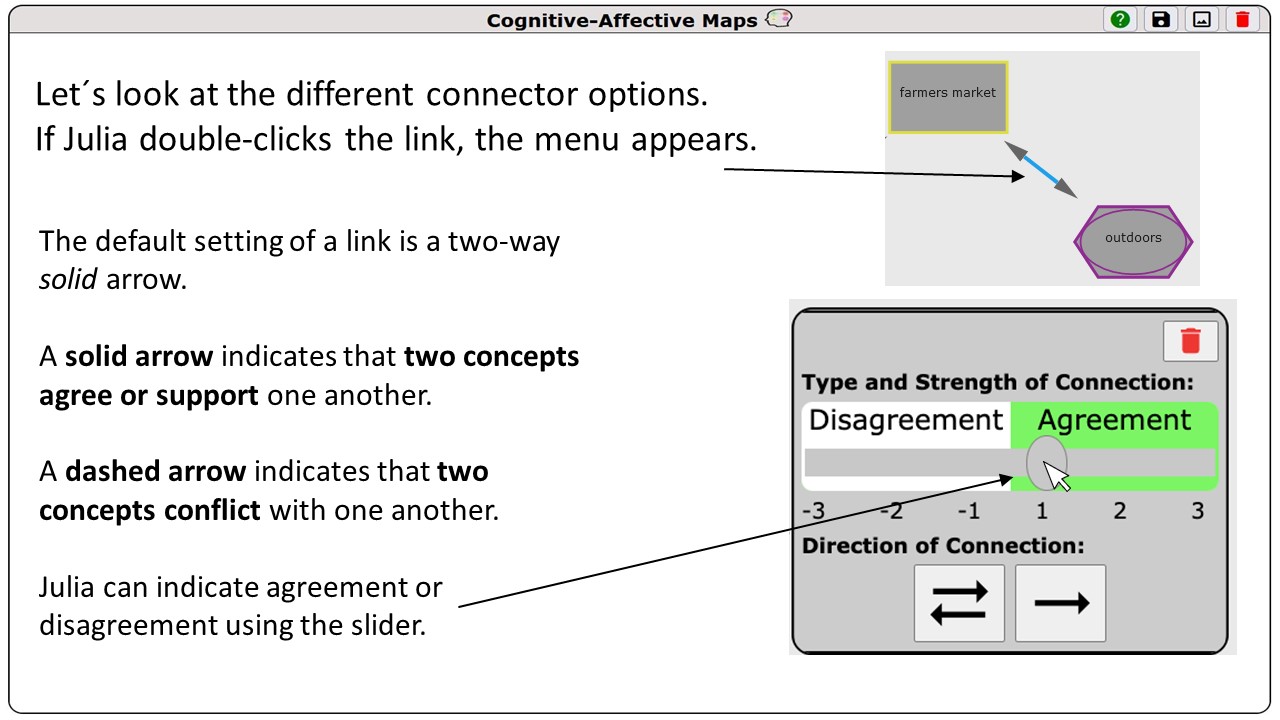 Cognitive-Affective Maps
Let´s look at the different connector options.
If Julia double-clicks the link, the menu appears.
farmers market
outdoors
The default setting of a link is a two-way
solid arrow.
A solid arrow indicates that two concepts
agree or support one another.
A dashed arrow indicates that two
concepts conflict with one another.
Julia can indicate agreement or
disagreement using the slider.
Type and Strength of Connection:
Disagreement Agreement
-3 -2 -1 1 2 3
Direction of Connection: